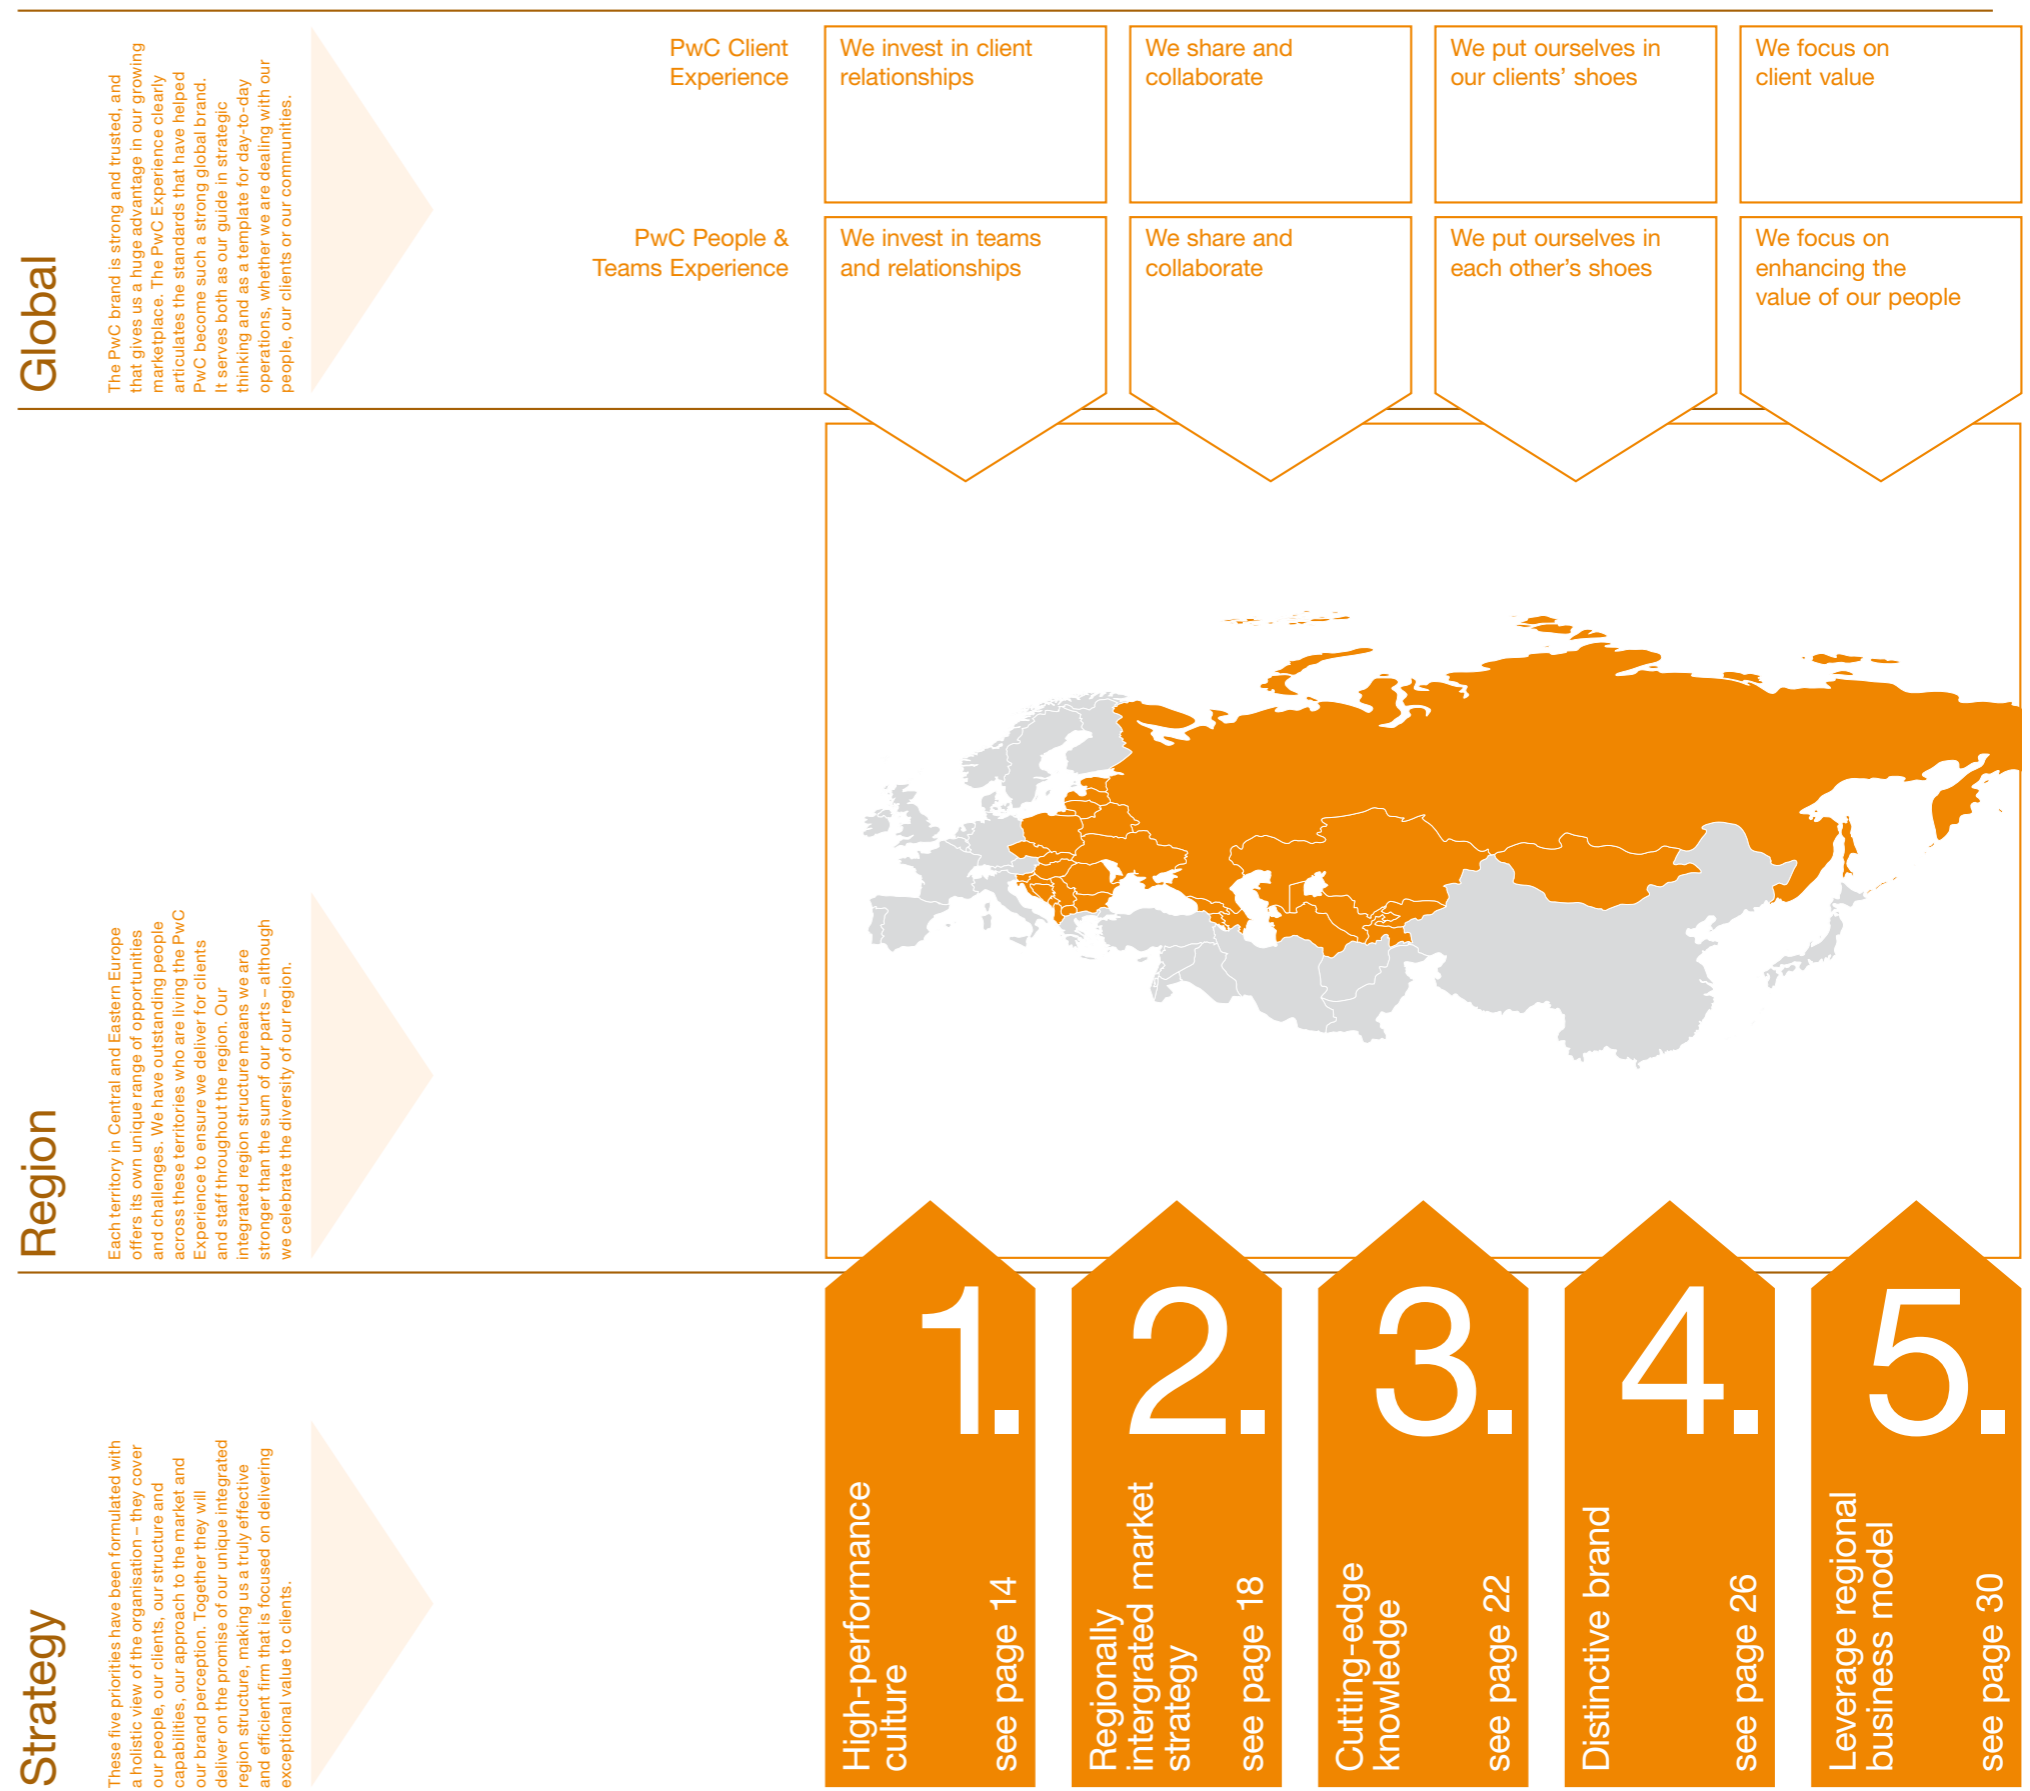 Global
The PwC brand is strong and trusted, and
that gives us a huge advantage in our growing
marketplace. The PwC Experience clearly
articulates the standards that have helped
PwC become such a strong global brand.
It serves both as our guide in strategic
thinking and as a template for day-to-day
operations, whether we are dealing with our
people, our clients or our communities.
PwC Client
Experience
We invest in client
relationships
We share and
collaborate
We put ourselves in
our clients' shoes
We focus on
client value
PwC People &
Teams Experience
We invest in teams
and relationships
We share and
collaborate
We put ourselves in
each other's shoes
We focus on
enhancing the
value of our people
Region
Each territory in Central and Eastern Europe
offers its own unique range of opportunities
and challenges. We have outstanding people
across these territories who are living the PwC
Experience to ensure we deliver for clients
and staff throughout the region. Our
integrated region structure means we are
stronger than the sum of our parts – although
we celebrate the diversity of our region.
Strategy
These five priorities have been formulated with
a holistic view of the organisation – they cover
our people, our clients, our structure and
capabilities, our approach to the market and
our brand perception. Together they will
deliver on the promise of our unique integrated
region structure, making us a truly effective
and efficient firm that is focused on delivering
exceptional value to clients.
1.
High-performance
culture
see page 14
2.
Regionally
intergrated market
strategy
see page 18
3.
Cutting-edge
knowledge
see page 22
4.
Distinctive brand
see page 26
5.
Leverage regional
business model
see page 30